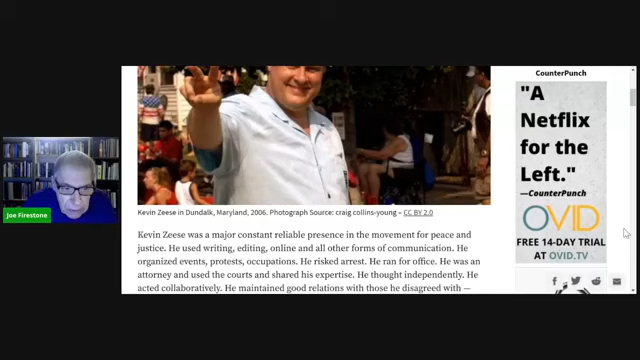 CounterPunch
"A
Netflix
for the
Left."
—CounterPunch
OVID
FREE 14-DAY TRIAL
AT OVID.TV
Joe Firestone
Kevin Zeese in Dundalk, Maryland, 2006. Photograph Source: craig collins-young – CC BY 2.0
Kevin Zeese was a major constant reliable presence in the movement for peace and
justice. He used writing, editing, online and all other forms of communication. He
organized events, protests, occupations. He risked arrest. He ran for office. He was an
attorney and used the courts and shared his expertise. He thought independently. He
acted collaboratively. He maintained good relations with those he disagreed with —